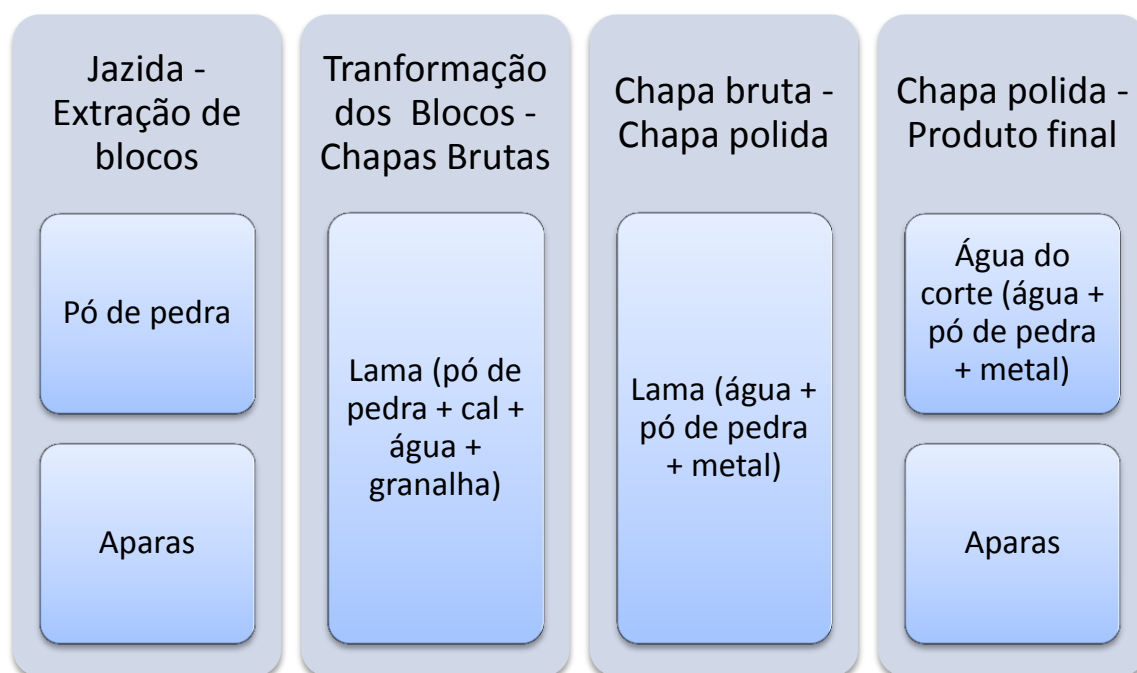 Jazida -
Extração de
blocos
Pó de pedra
Aparas
Tranformação
dos Blocos -
Chapas Brutas
Lama (pó de
pedra + cal +
água +
granalha)
Chapa bruta -
Chapa polida
Lama (água +
pó de pedra
+ metal)
Chapa polida -
Produto final
Água do
corte (água +
pó de pedra
+ metal)
Aparas